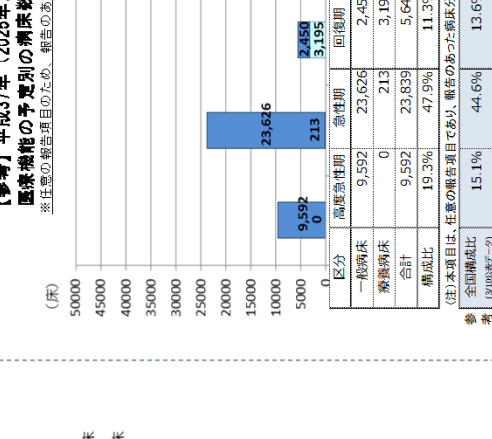 【参考】平成37年（2025年
医療機能の予定別の病床数
※任意の報告項目のため、報告のあ
（床）
50000
45000
40000
35000
30000
25000
20000
15000
10000
5000
0
9,592
0
23,626
213
2,450
3,195
区分 高度急性期 急性期 回復期
一般病床 9,592 23,626 2,45
療養病床 0 213 3,19
合計 9,592 23,839 5,64
構成比 19.3% 47.9% 11.3%
（注）本項目は、任意の報告項目であり、報告のあった病床分
参考
全国構成比 15.1% 44.6% 13.6%
床
床